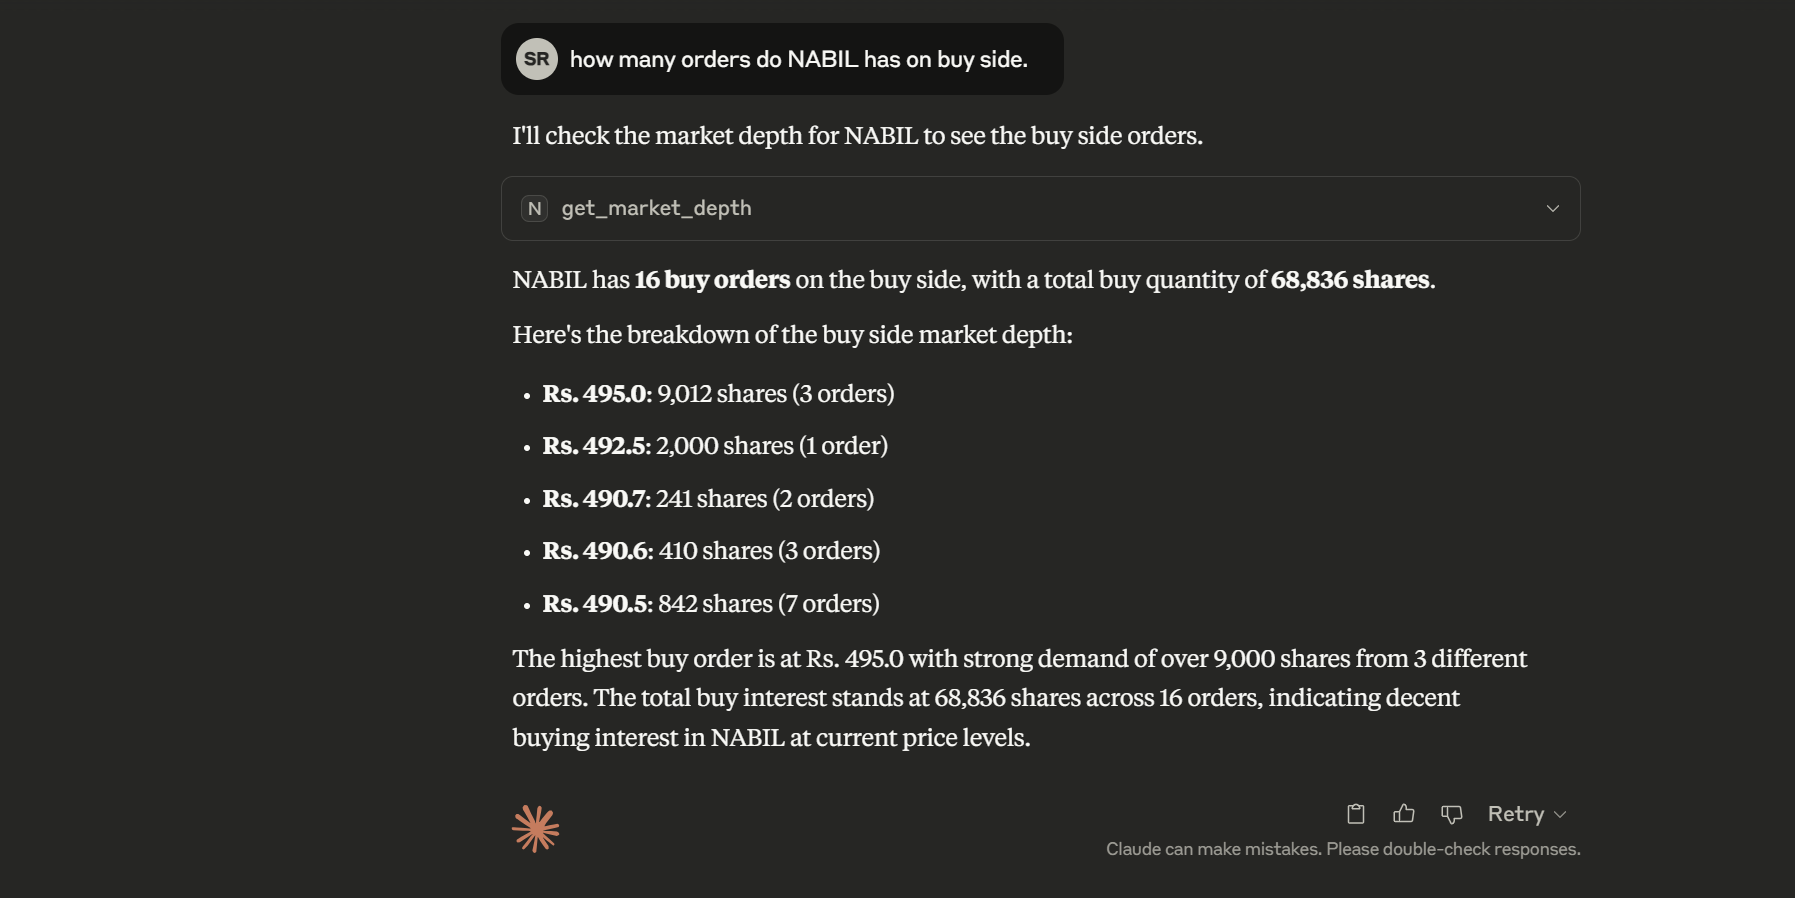 SR how many orders do NABIL has on buy side.
I'll check the market depth for NABIL to see the buy side orders.
N get_market_depth
NABIL has 16 buy orders on the buy side, with a total buy quantity of 68,836 shares.
Here's the breakdown of the buy side market depth:
• Rs. 495.0: 9,012 shares (3 orders)
• Rs. 492.5: 2,000 shares (1 order)
• Rs. 490.7: 241 shares (2 orders)
• Rs. 490.6: 410 shares (3 orders)
• Rs. 490.5: 842 shares (7 orders)
The highest buy order is at Rs. 495.0 with strong demand of over 9,000 shares from 3 different
orders. The total buy interest stands at 68,836 shares across 16 orders, indicating decent
buying interest in NABIL at current price levels.
Retry
Claude can make mistakes. Please double-check responses.